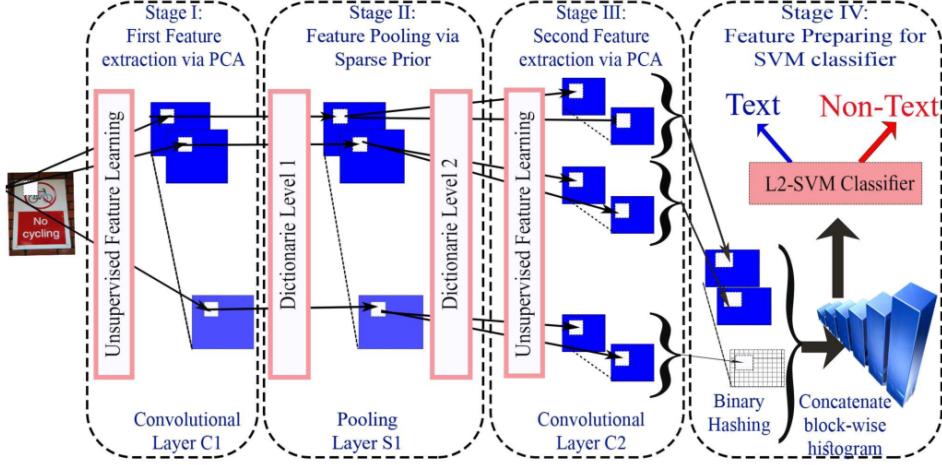 Stage I:
First Feature
extraction via PCA
Unsupervised Feature Learning
No
cycling
Convolutional
Layer C1
Stage II:
Feature Pooling via
Sparse Prior
Dictionarie Level 1
Dictionarie Level 2
Pooling
Layer S1
Stage III:
Second Feature
extraction via PCA
Unsupervised Feature Learning
Convolutional
Layer C2
Stage IV:
Feature Preparing for
SVM classifier
Text
Non-Text
L2-SVM Classifier
Binary
Hashing
Concatenate
block-wise
histogram